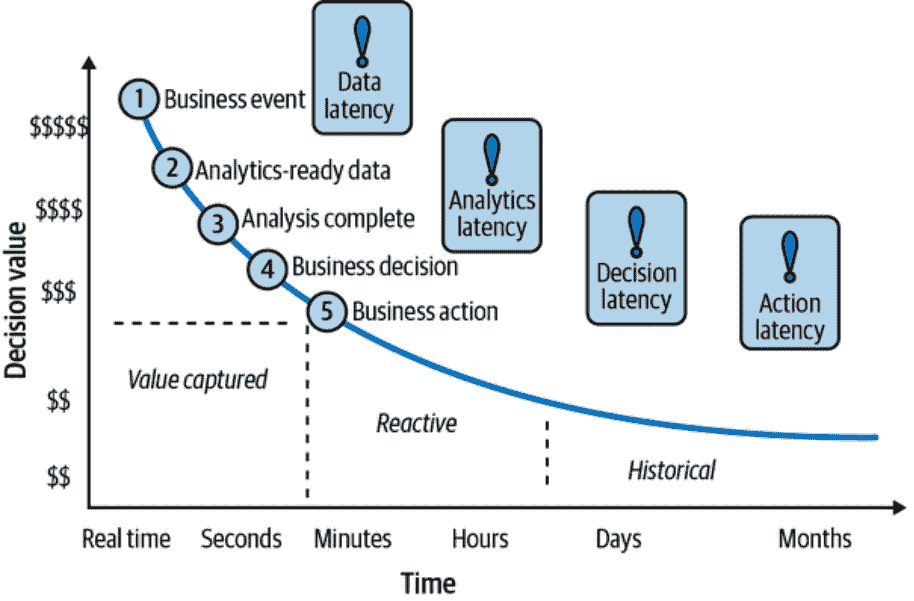 !
Data
latency
1 Business event
$$$$$
!
Analytics
latency
2 Analytics-ready data
$$$$
3 Analysis complete
!
Decision
latency
!
Action
latency
4 Business decision
$$$
5 Business action
Decision value
Value captured
$$
Reactive
Historical
$$
Real time Seconds Minutes Hours Days Months
Time